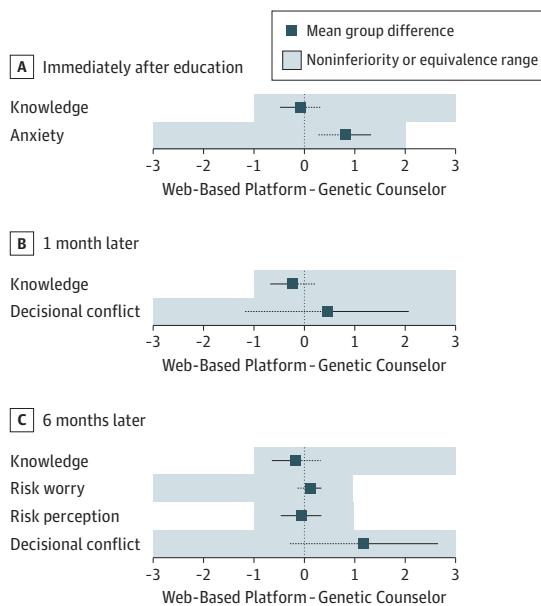 Mean group difference
Noninferiority or equivalence range
A Immediately after education
Knowledge
Anxiety
-3 -2 -1 0 1 2 3
Web-Based Platform – Genetic Counselor
B 1 month later
Knowledge
Decisional conflict
-3 -2 -1 0 1 2 3
Web-Based Platform – Genetic Counselor
C 6 months later
Knowledge
Risk worry
Risk perception
Decisional conflict
-3 -2 -1 0 1 2 3
Web-Based Platform – Genetic Counselor